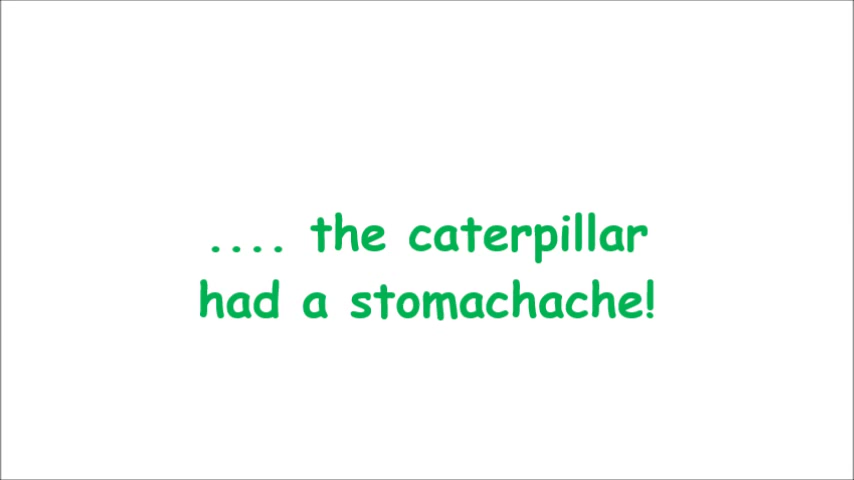 .... the caterpillar
had a stomachache!